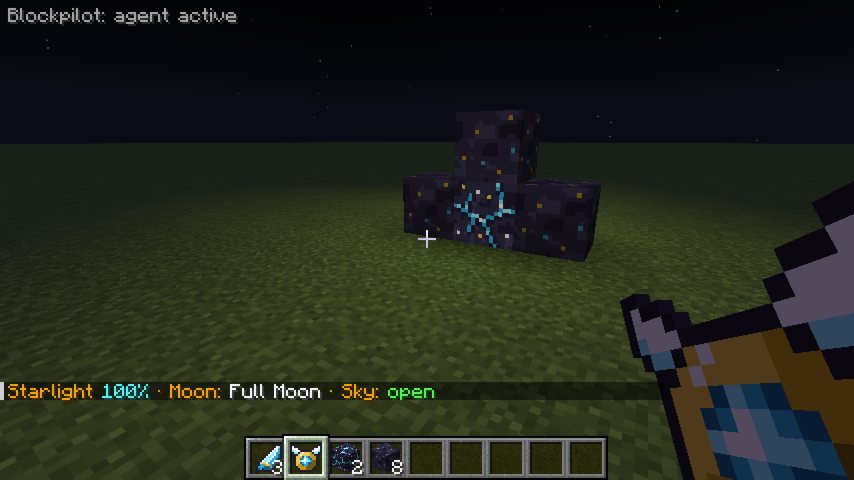 Blockpilot: agent active
Starlight 100% · Moon: Full Moon · Sky: open
3 2 8